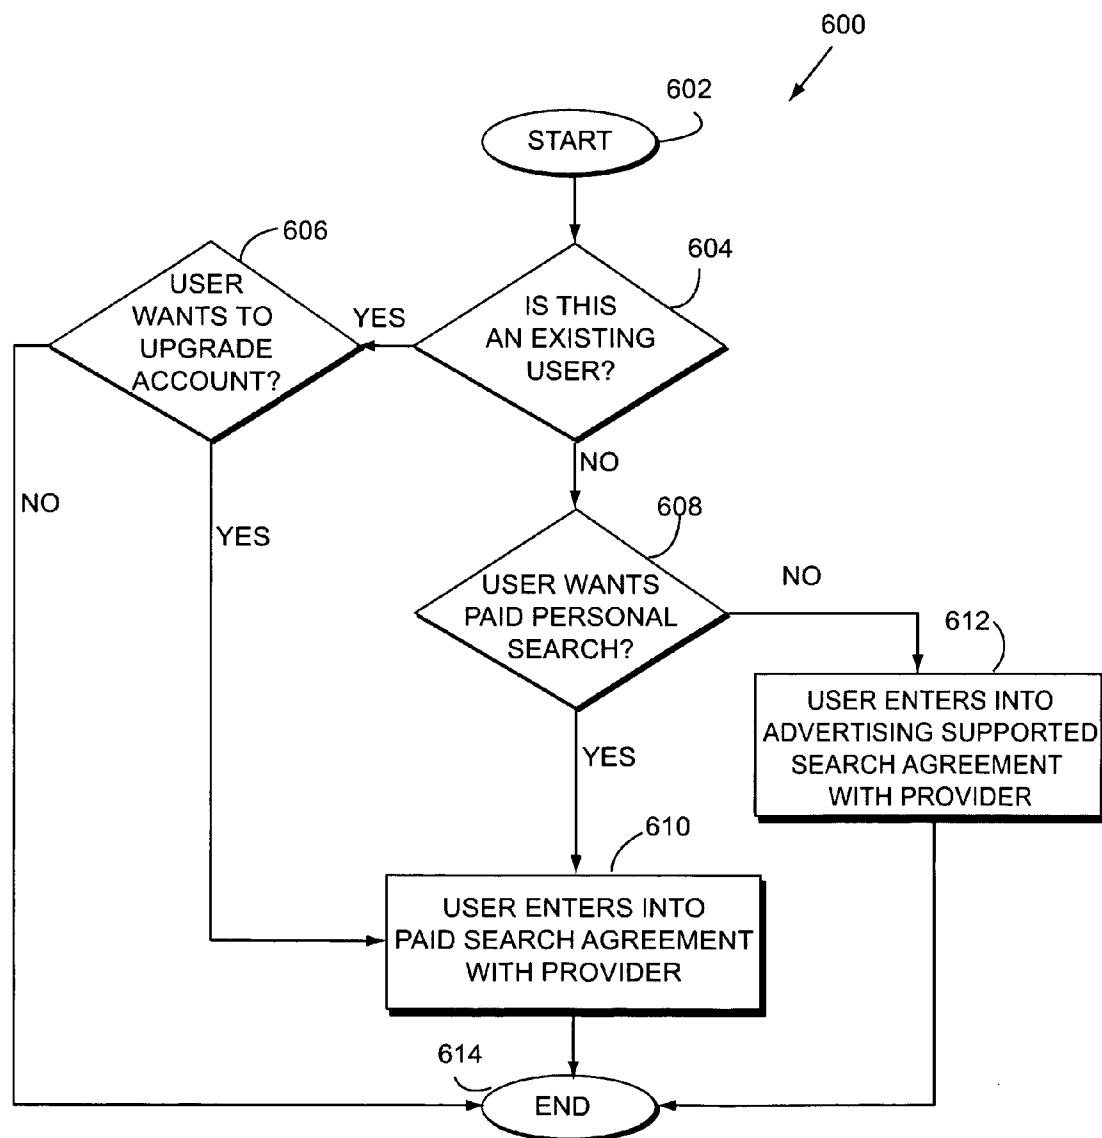 600
602
START
606
604
USER
WANTS TO
UPGRADE
ACCOUNT?
YES
IS THIS
AN EXISTING
USER?
NO
NO
YES
608
USER WANTS
PAID PERSONAL
SEARCH?
NO
612
USER ENTERS INTO
ADVERTISING SUPPORTED
SEARCH AGREEMENT
WITH PROVIDER
YES
610
USER ENTERS INTO
PAID SEARCH AGREEMENT
WITH PROVIDER
614
END